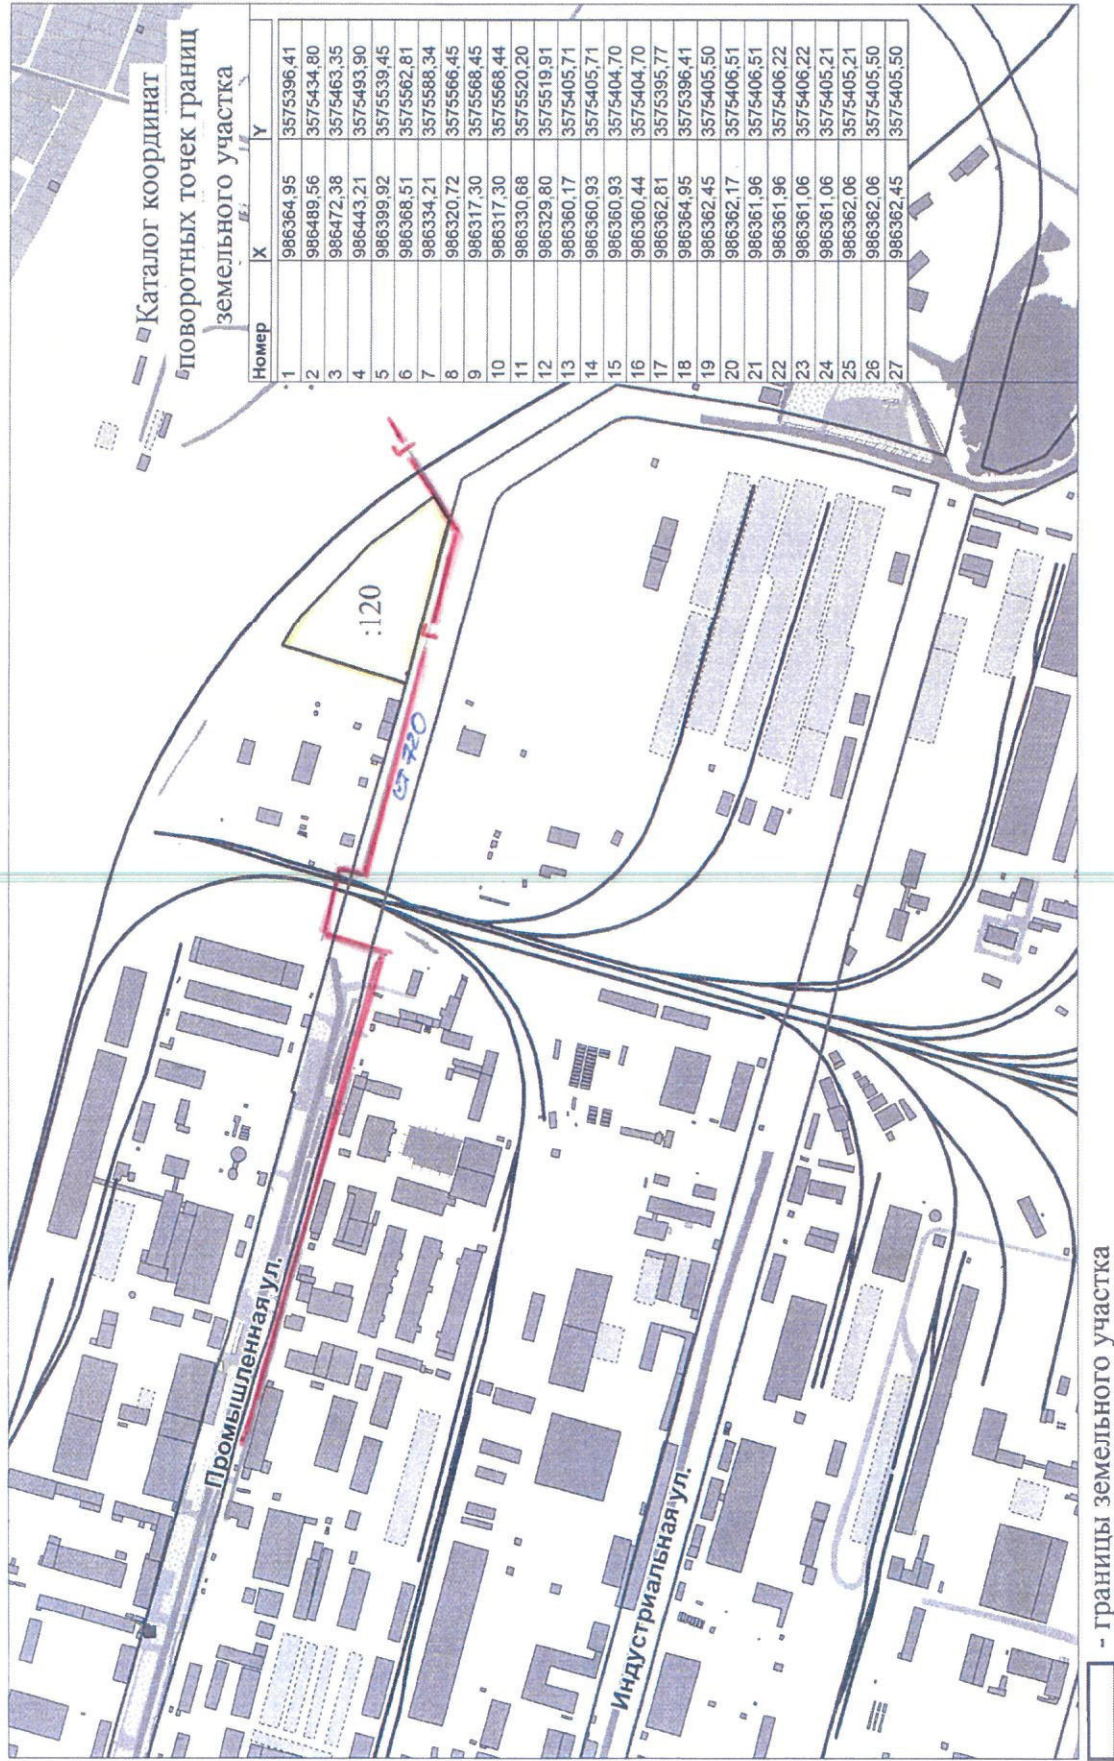 Каталог координат
поворотных точек границ
земельного участка
Номер X Y
1 986364,95 3575396,41
2 986489,56 3575434,80
3 986472,38 3575463,35
4 986443,21 3575493,90
5 986399,92 3575539,45
6 986368,51 3575562,81
7 986334,21 3575588,34
8 986320,72 3575566,45
9 986317,30 3575568,45
10 986317,30 3575568,44
11 986330,68 3575520,20
12 986329,80 3575519,91
13 986360,17 3575405,71
14 986360,93 3575405,71
15 986360,93 3575404,70
16 986360,44 3575404,70
17 986362,81 3575395,77
18 986364,95 3575396,41
19 986362,45 3575405,50
20 986362,17 3575406,51
21 986361,96 3575406,51
22 986361,96 3575406,22
23 986361,06 3575406,22
24 986361,06 3575405,21
25 986362,06 3575405,21
26 986362,06 3575405,50
27 986362,45 3575405,50
:120
720
Промышленная ул.
Индустриальная ул.
- границы земельного участка